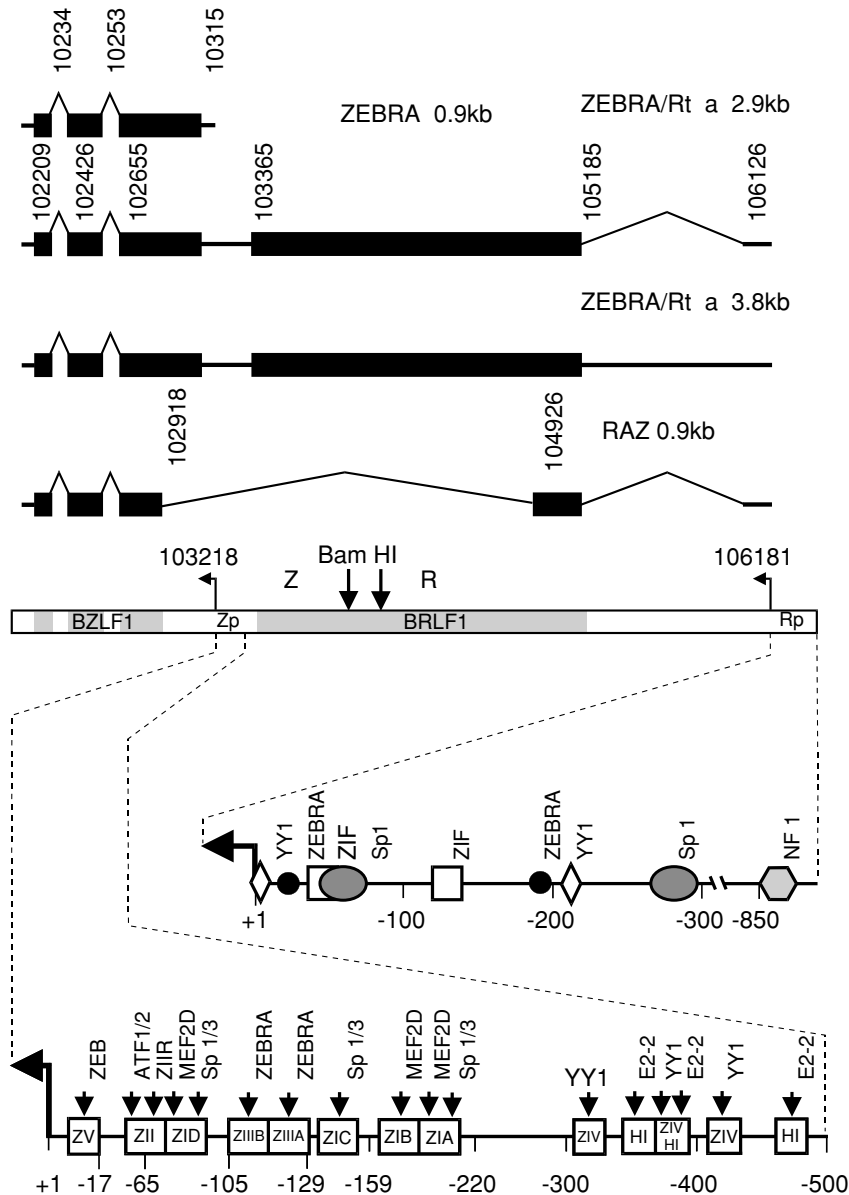 10234 10253 10315
ZEBRA 0.9kb
ZEBRA/Rt a 2.9kb
102209 102426 102655 103365 105185 106126
ZEBRA/Rt a 3.8kb
102918 104926
RAZ 0.9kb
103218 Bam HI 106181
Z R
BZLF1 Zp BRLF1 Rp
YY1 ZEBRA ZIF Sp1 ZIF ZEBRA YY1 Sp 1 NF 1
+1 -100 -200 -300 -850
ZEB ATF1/2 ZIIR MEF2D Sp 1/3 ZEBRA ZEBRA Sp 1/3 MEF2D MEF2D Sp 1/3 YY1 E2-2 YY1 E2-2 YY1 E2-2
ZV ZII ZID ZIIIB ZIIIA ZIC ZIB ZIA ZIV HI ZIV HI ZIV HI
+1 -17 -65 -105 -129 -159 -220 -300 -400 -500